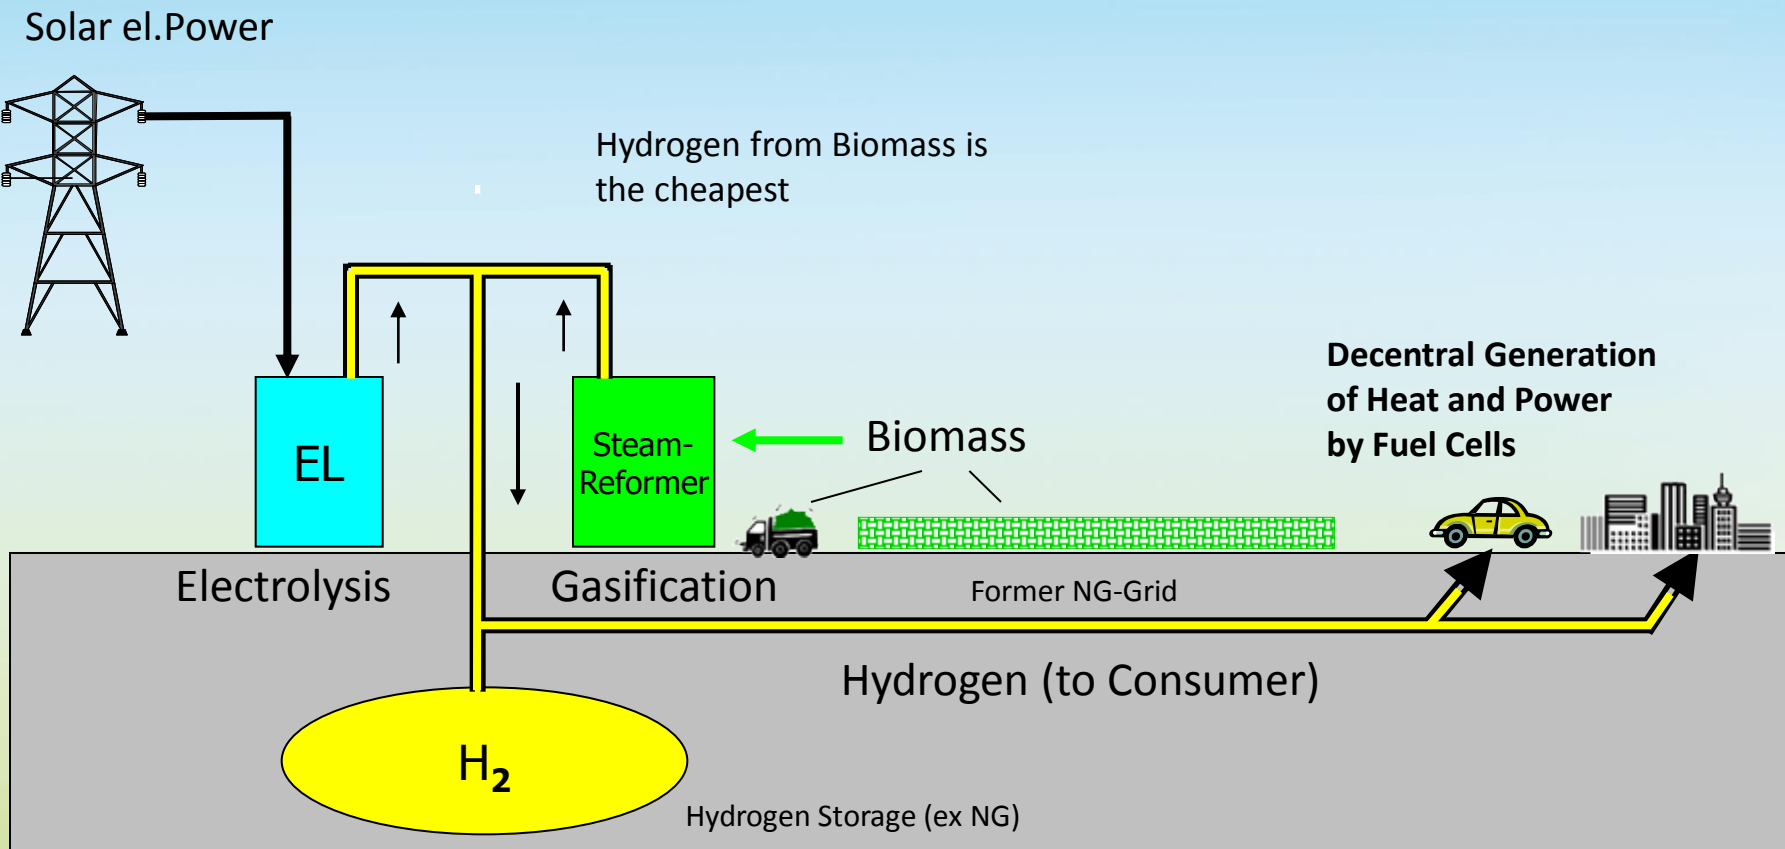 Solar el.Power
Hydrogen from Biomass is
the cheapest
Decentral Generation
of Heat and Power
by Fuel Cells
EL
Steam-
Reformer
Biomass
Electrolysis
Gasification
Former NG-Grid
Hydrogen (to Consumer)
H₂
Hydrogen Storage (ex NG)